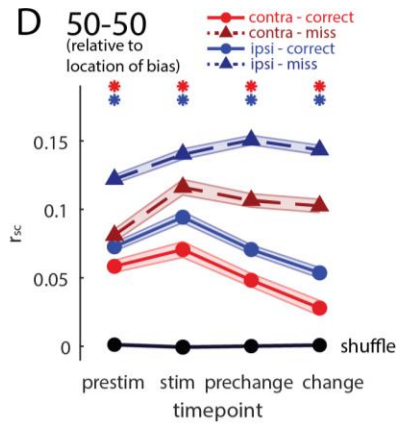 D 50-50
(relative to
location of bias)
contra - correct
contra - miss
ipsi - correct
ipsi - miss
* * * *
* * * *
0.15
0.1
0.05
0
rsc
shuffle
prestim stim prechange change
timepoint